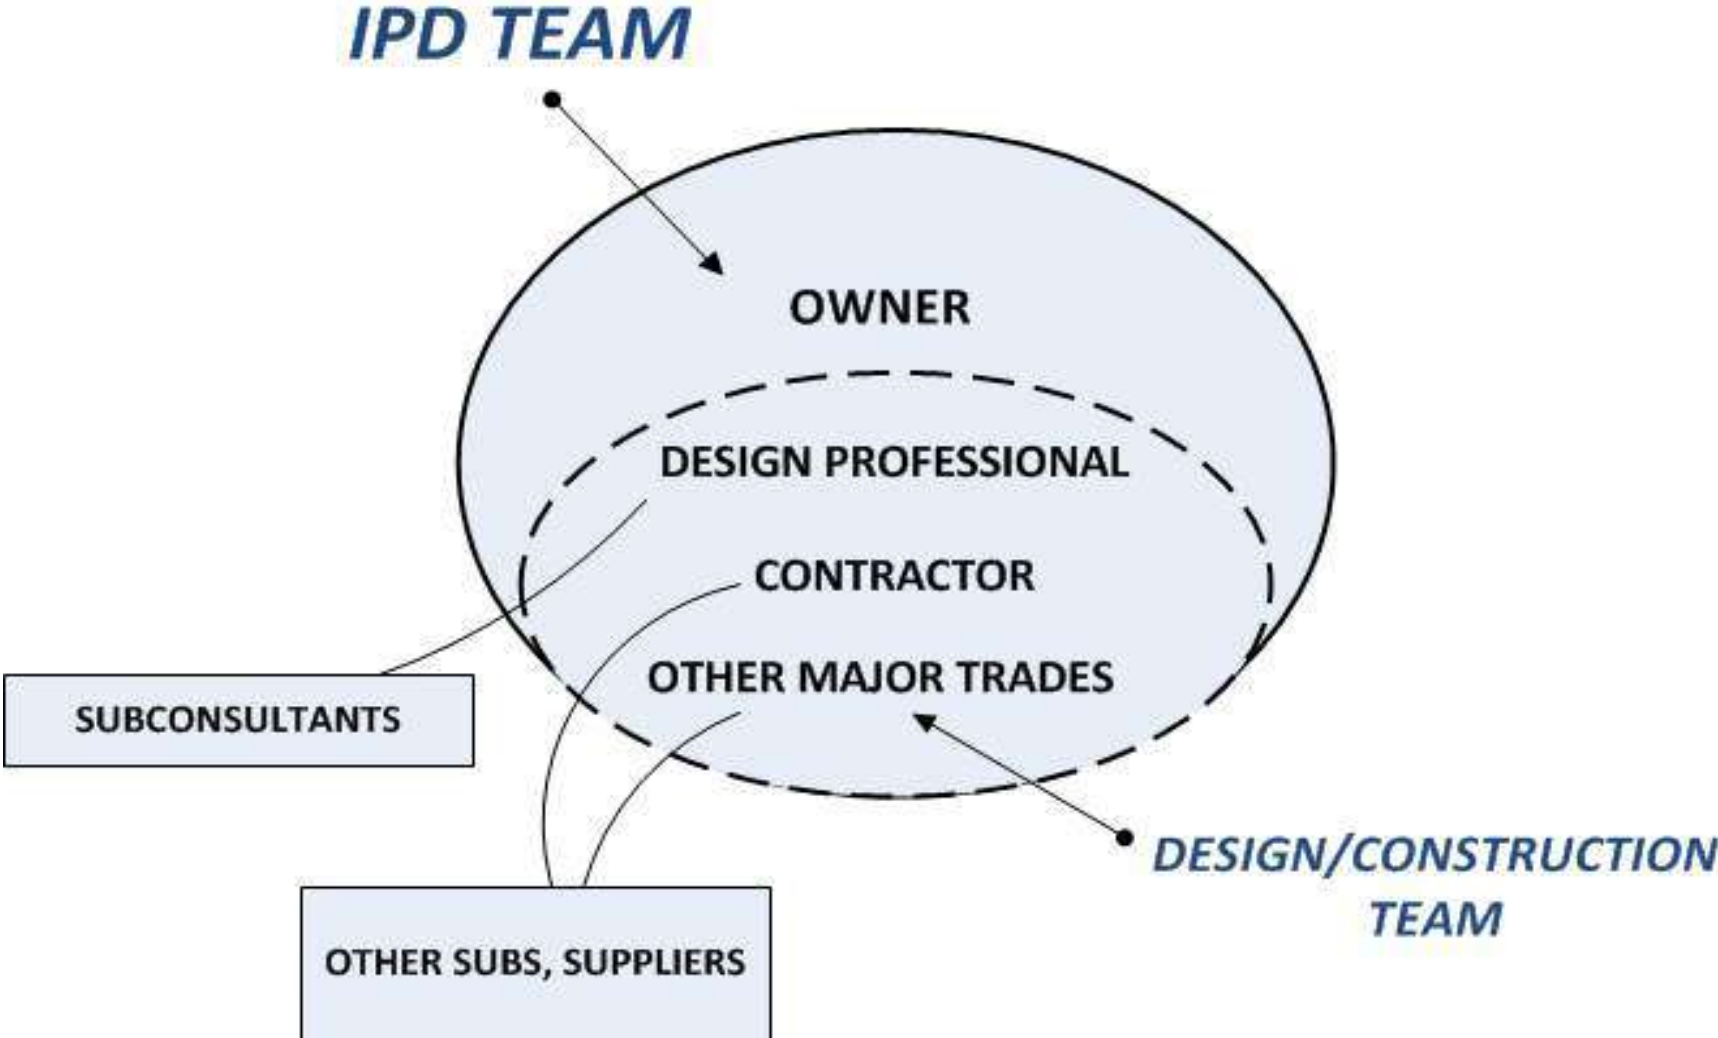 IPD TEAM
OWNER
DESIGN PROFESSIONAL
CONTRACTOR
OTHER MAJOR TRADES
SUBCONSULTANTS
DESIGN/CONSTRUCTION
TEAM
OTHER SUBS, SUPPLIERS